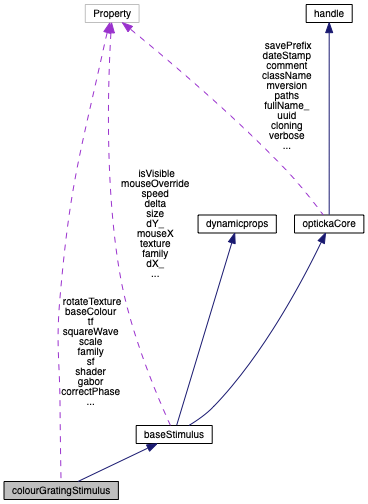 Property
handle
savePrefix
dateStamp
comment
className
mversion
paths
fullName_
uuid
cloning
verbose
...
isVisible
mouseOverride
speed
delta
size
dY_
mouseX
texture
family
dX_
...
dynamicprops
optickaCore
rotateTexture
baseColour
tf
squareWave
scale
family
sf
shader
gabor
correctPhase
...
baseStimulus
colourGratingStimulus